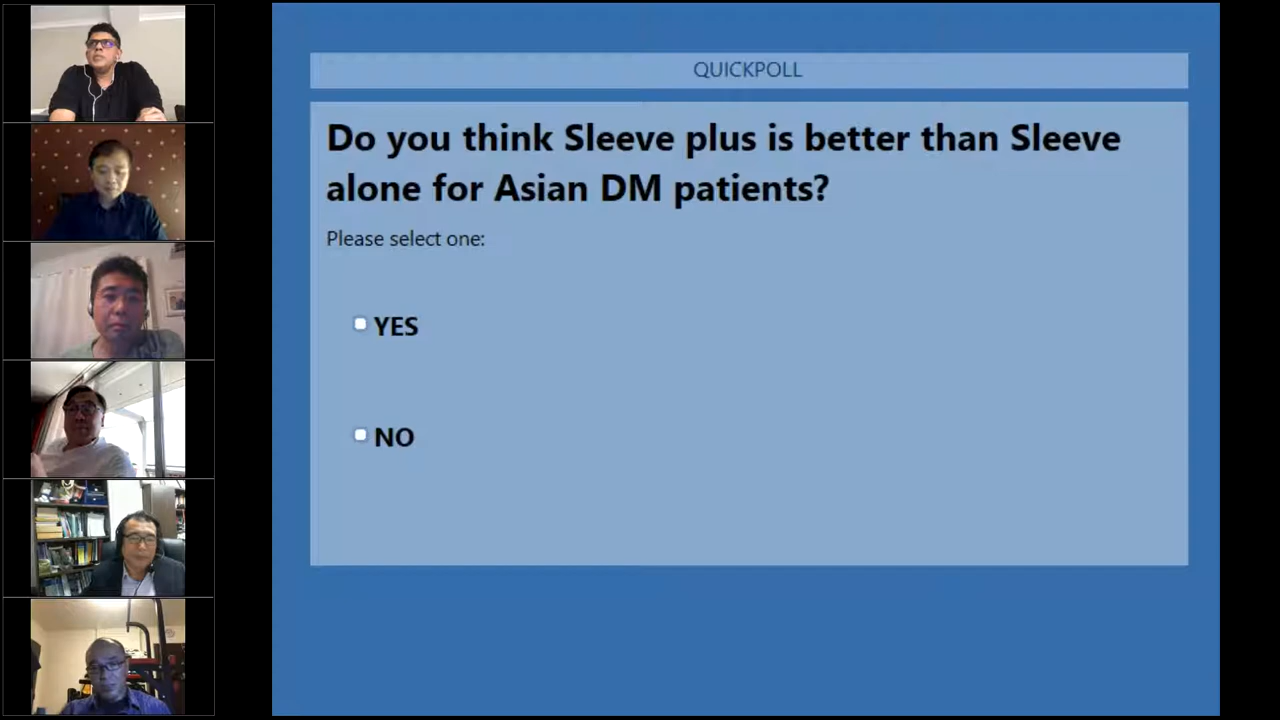 QUICKPOLL
Do you think Sleeve plus is better than Sleeve
alone for Asian DM patients?
Please select one:
YES
NO